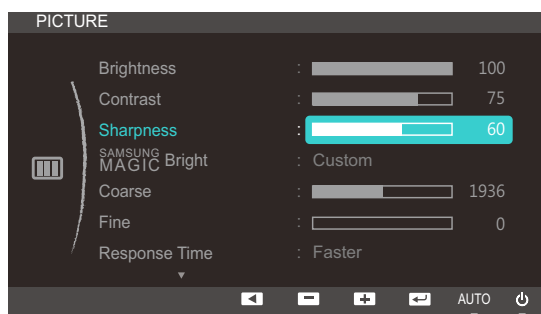 PICTURE
Brightness : 100
Contrast : 75
Sharpness : 60
SAMSUNG
MAGIC Bright : Custom
Coarse : 1936
Fine : 0
Response Time : Faster
AUTO